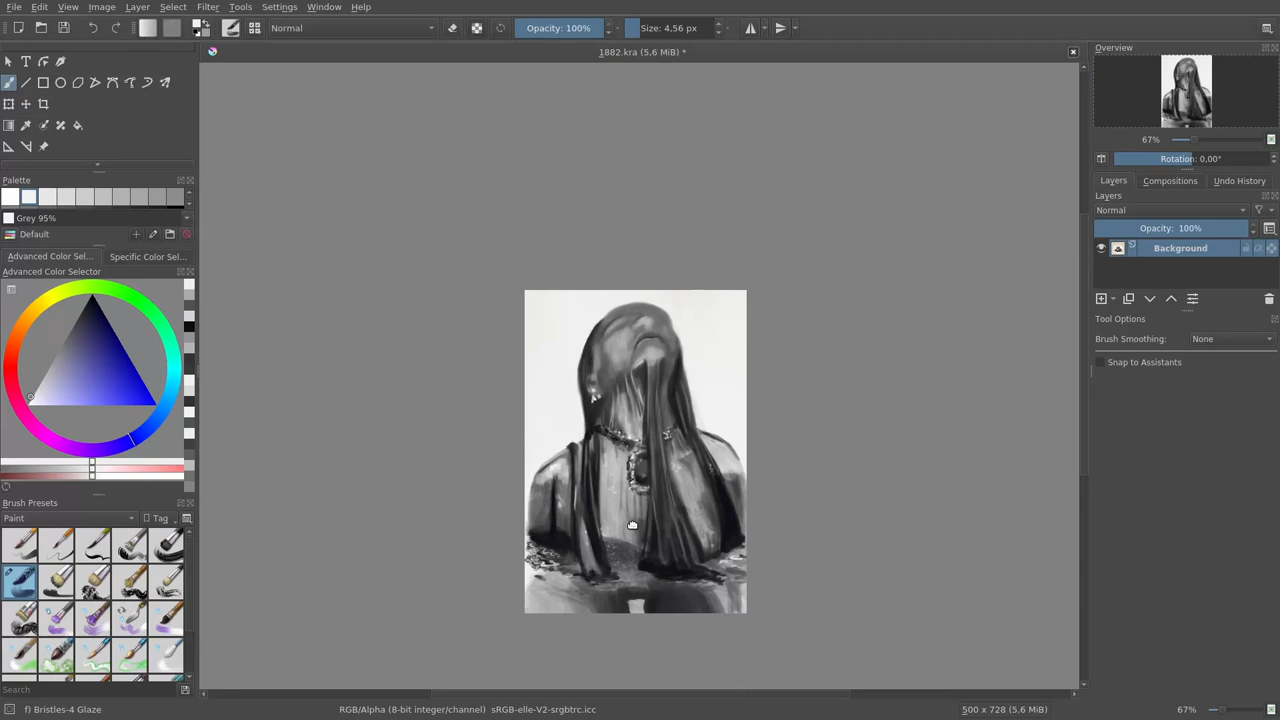 File Edit View Image Layer Select Filter Tools Settings Window Help
Normal Opacity: 100% Size: 4,56 px
1882.kra (5,6 MiB) *
Overview
67%
Rotation: 0,00°
Palette
Grey 95%
Default
Advanced Color Sel... Specific Color Sel...
Advanced Color Selector
Layers Compositions Undo History
Layers
Normal
Opacity: 100%
Background
Tool Options
Brush Smoothing: None
Snap to Assistants
Brush Presets
Paint Tag
Search
f) Bristles-4 Glaze RGB/Alpha (8-bit integer/channel) sRGB-elle-V2-srgbtrc.icc 500 x 728 (5,6 MiB) 67%